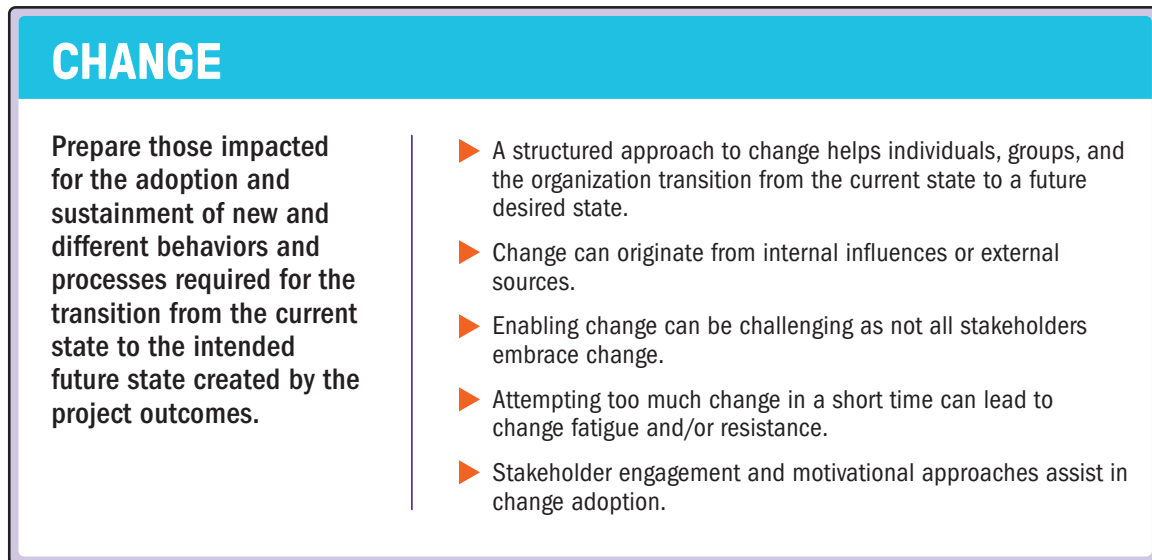 CHANGE
Prepare those impacted
for the adoption and
sustainment of new and
different behaviors and
processes required for the
transition from the current
state to the intended
future state created by the
project outcomes.
A structured approach to change helps individuals, groups, and
the organization transition from the current state to a future
desired state.
Change can originate from internal influences or external
sources.
Enabling change can be challenging as not all stakeholders
embrace change.
Attempting too much change in a short time can lead to
change fatigue and/or resistance.
Stakeholder engagement and motivational approaches assist in
change adoption.